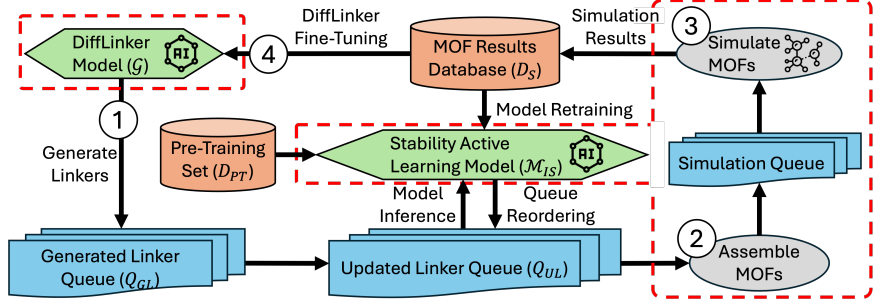 DiffLinker
Model (𝒢)
AI
4
DiffLinker
Fine-Tuning
MOF Results
Database (D_S)
Simulation
Results
3
Simulate
MOFs
1
Generate
Linkers
Model Retraining
Pre-Training
Set (D_PT)
Stability Active
Learning Model (ℳ_IS)
AI
Simulation Queue
Model
Inference
Queue
Reordering
Generated Linker
Queue (Q_GL)
Updated Linker Queue (Q_UL)
2
Assemble
MOFs